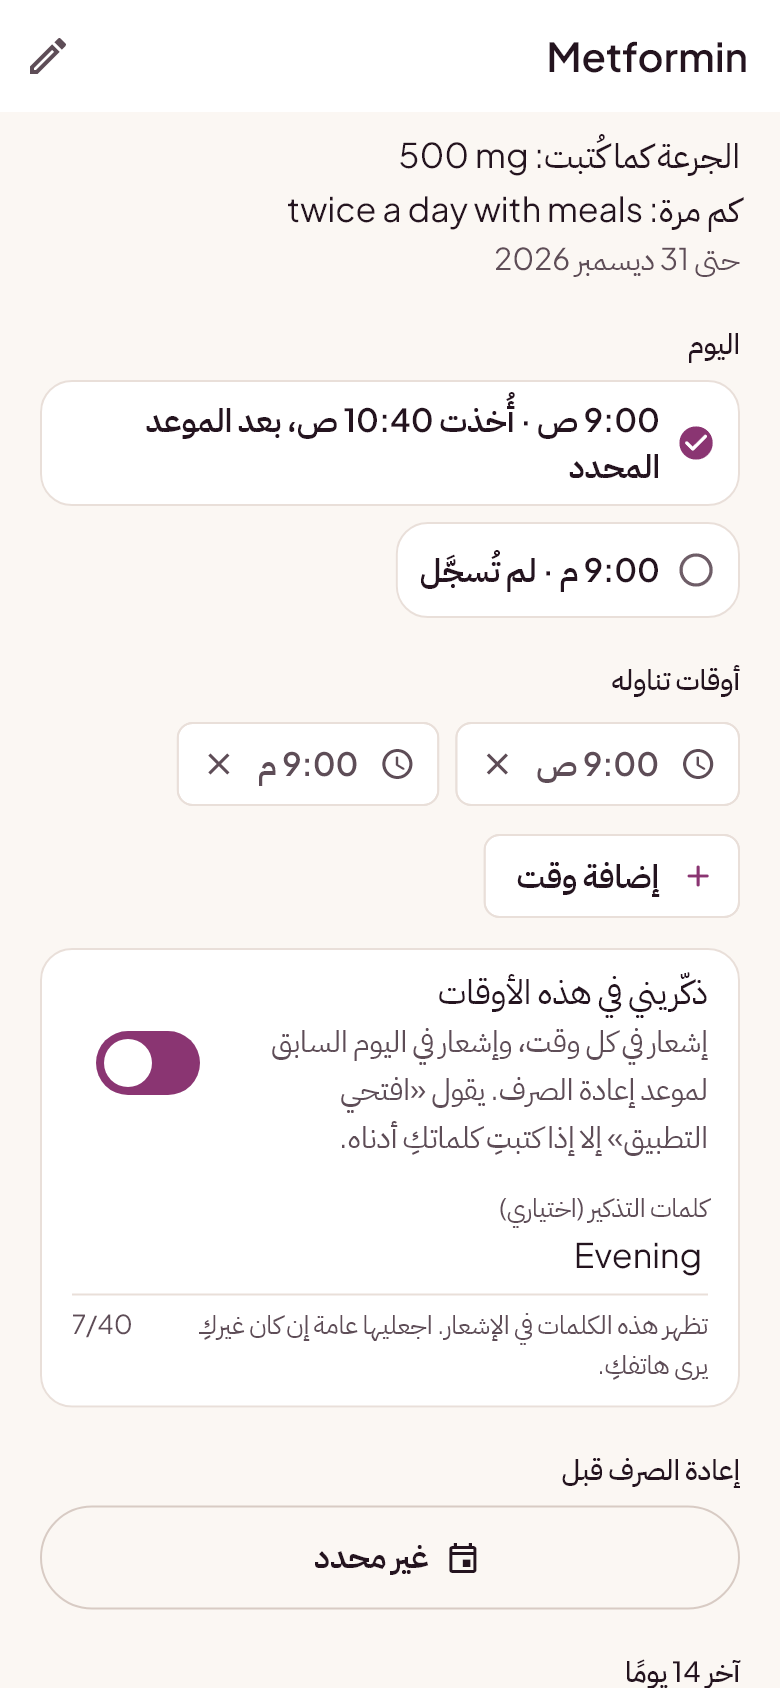 Metformin
الجرعة كما كُتبت: 500 mg
كم مرة: twice a day with meals
حتى 31 ديسمبر 2026
اليوم
9:00 ص · أُخذت 10:40 ص، بعد الموعد
المحدد
9:00 م · لم تُسجَّل
أوقات تناوله
9:00 ص
9:00 م
إضافة وقت
ذكّريني في هذه الأوقات
إشعار في كل وقت، وإشعار في اليوم السابق
لموعد إعادة الصرف. يقول «افتحي
التطبيق» إلا إذا كتبتِ كلماتكِ أدناه.
كلمات التذكير (اختياري)
Evening
تظهر هذه الكلمات في الإشعار. اجعليها عامة إن كان غيركِ
يرى هاتفكِ.
7/40
إعادة الصرف قبل
غير محدد
آخر 14 يومًا